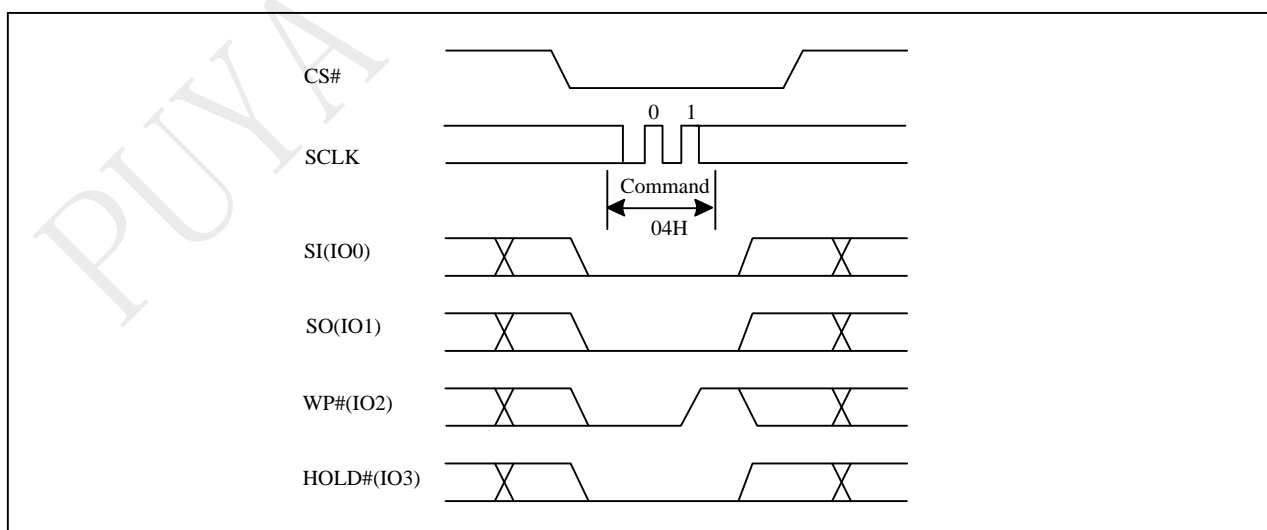 PUYA
CS#
0 1
SCLK
Command
04H
SI(IO0)
SO(IO1)
WP#(IO2)
HOLD#(IO3)